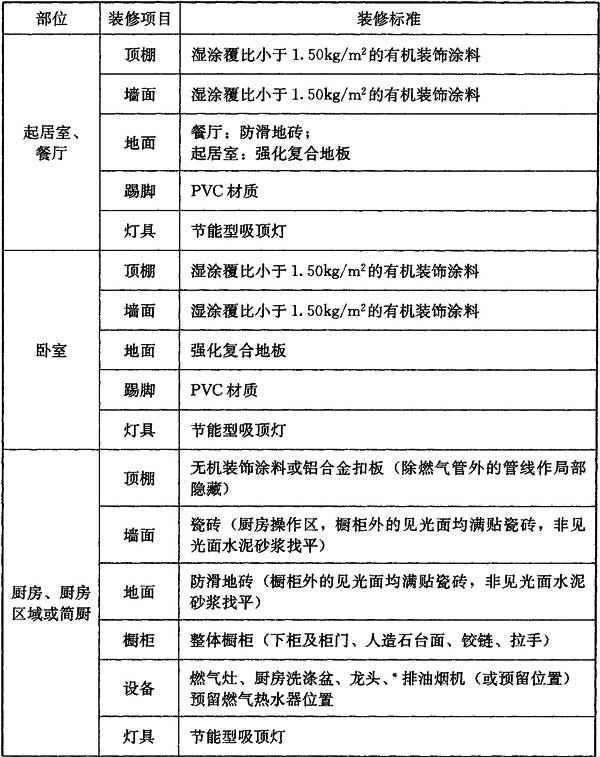 部位 装修项目 装修标准
起居室、
餐厅
顶棚 湿涂覆比小于1.50kg/m²的有机装饰涂料
墙面 湿涂覆比小于1.50kg/m²的有机装饰涂料
地面 餐厅：防滑地砖；
起居室：强化复合地板
踢脚 PVC材质
灯具 节能型吸顶灯
卧室
顶棚 湿涂覆比小于1.50kg/m²的有机装饰涂料
墙面 湿涂覆比小于1.50kg/m²的有机装饰涂料
地面 强化复合地板
踢脚 PVC材质
灯具 节能型吸顶灯
厨房、厨房
区域或简厨
顶棚 无机装饰涂料或铝合金扣板（除燃气管外的管线作局部
隐藏）
墙面 瓷砖（厨房操作区，橱柜外的见光面均满贴瓷砖，非见
光面水泥砂浆找平）
地面 防滑地砖（橱柜外的见光面均满贴瓷砖，非见光面水泥
砂浆找平）
橱柜 整体橱柜（下柜及柜门、人造石台面、铰链、拉手）
设备 燃气灶、厨房洗涤盆、龙头、*排油烟机（或预留位置）
预留燃气热水器位置
灯具 节能型吸顶灯